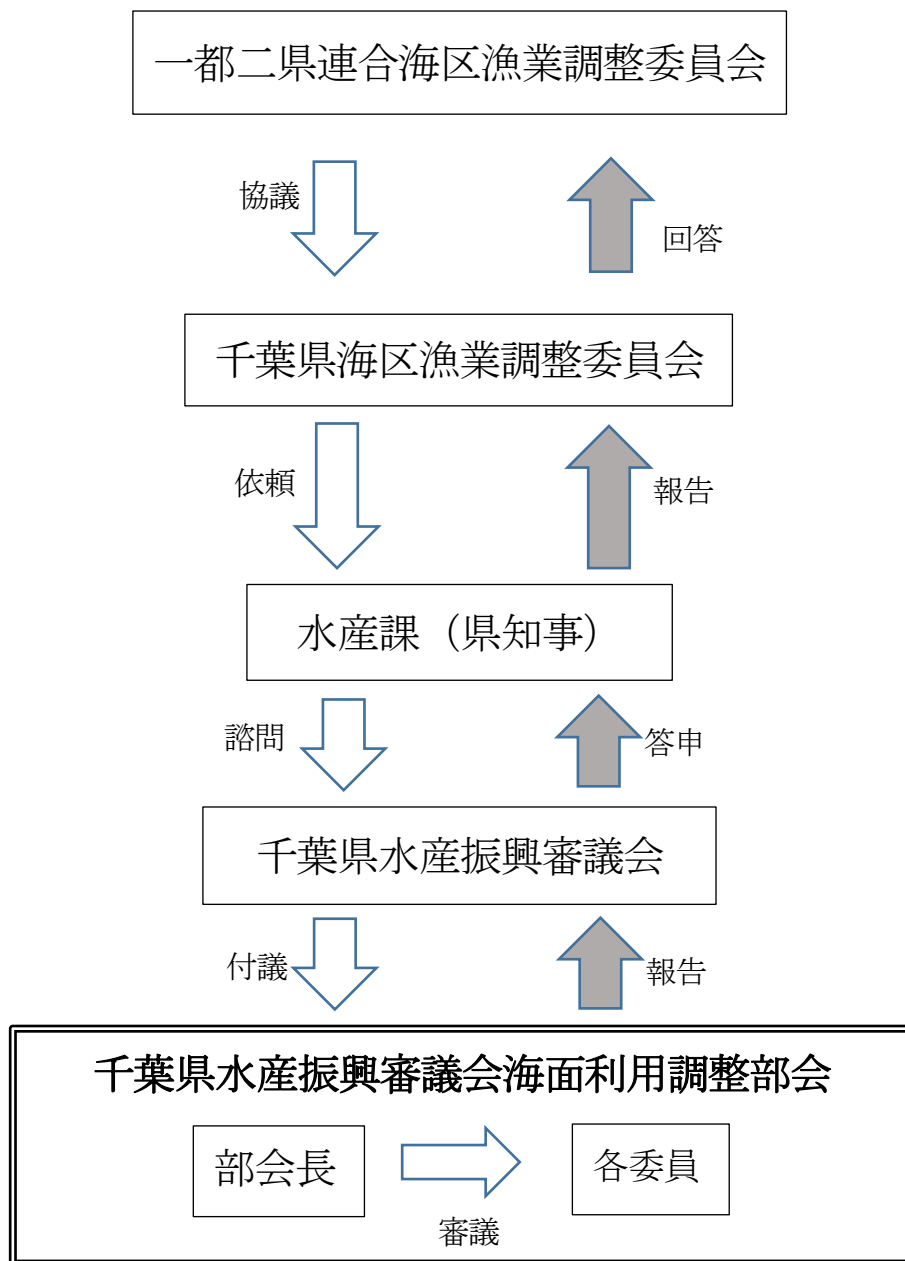 一都二県連合海区漁業調整委員会
協議
回答
千葉県海区漁業調整委員会
依頼
報告
水産課（県知事）
諮問
答申
千葉県水産振興審議会
付議
報告
千葉県水産振興審議会海面利用調整部会
部会長
各委員
審議